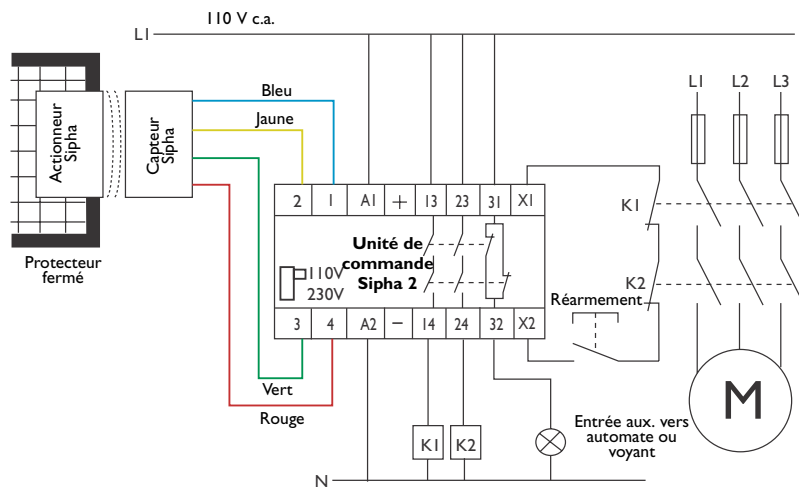 110 V c.a.
L1
Bleu
Jaune
Actionneur
Sipha
Capteur
Sipha
Protecteur
fermé
L1 L2 L3
2 1 A1 + 13 23 31 X1
K1
Unité de
commande
Sipha 2
110V
230V
K2
Réarmement
3 4 A2 − 14 24 32 X2
Vert
Rouge
K1 K2
M
Entrée aux. vers
automate ou
voyant
N